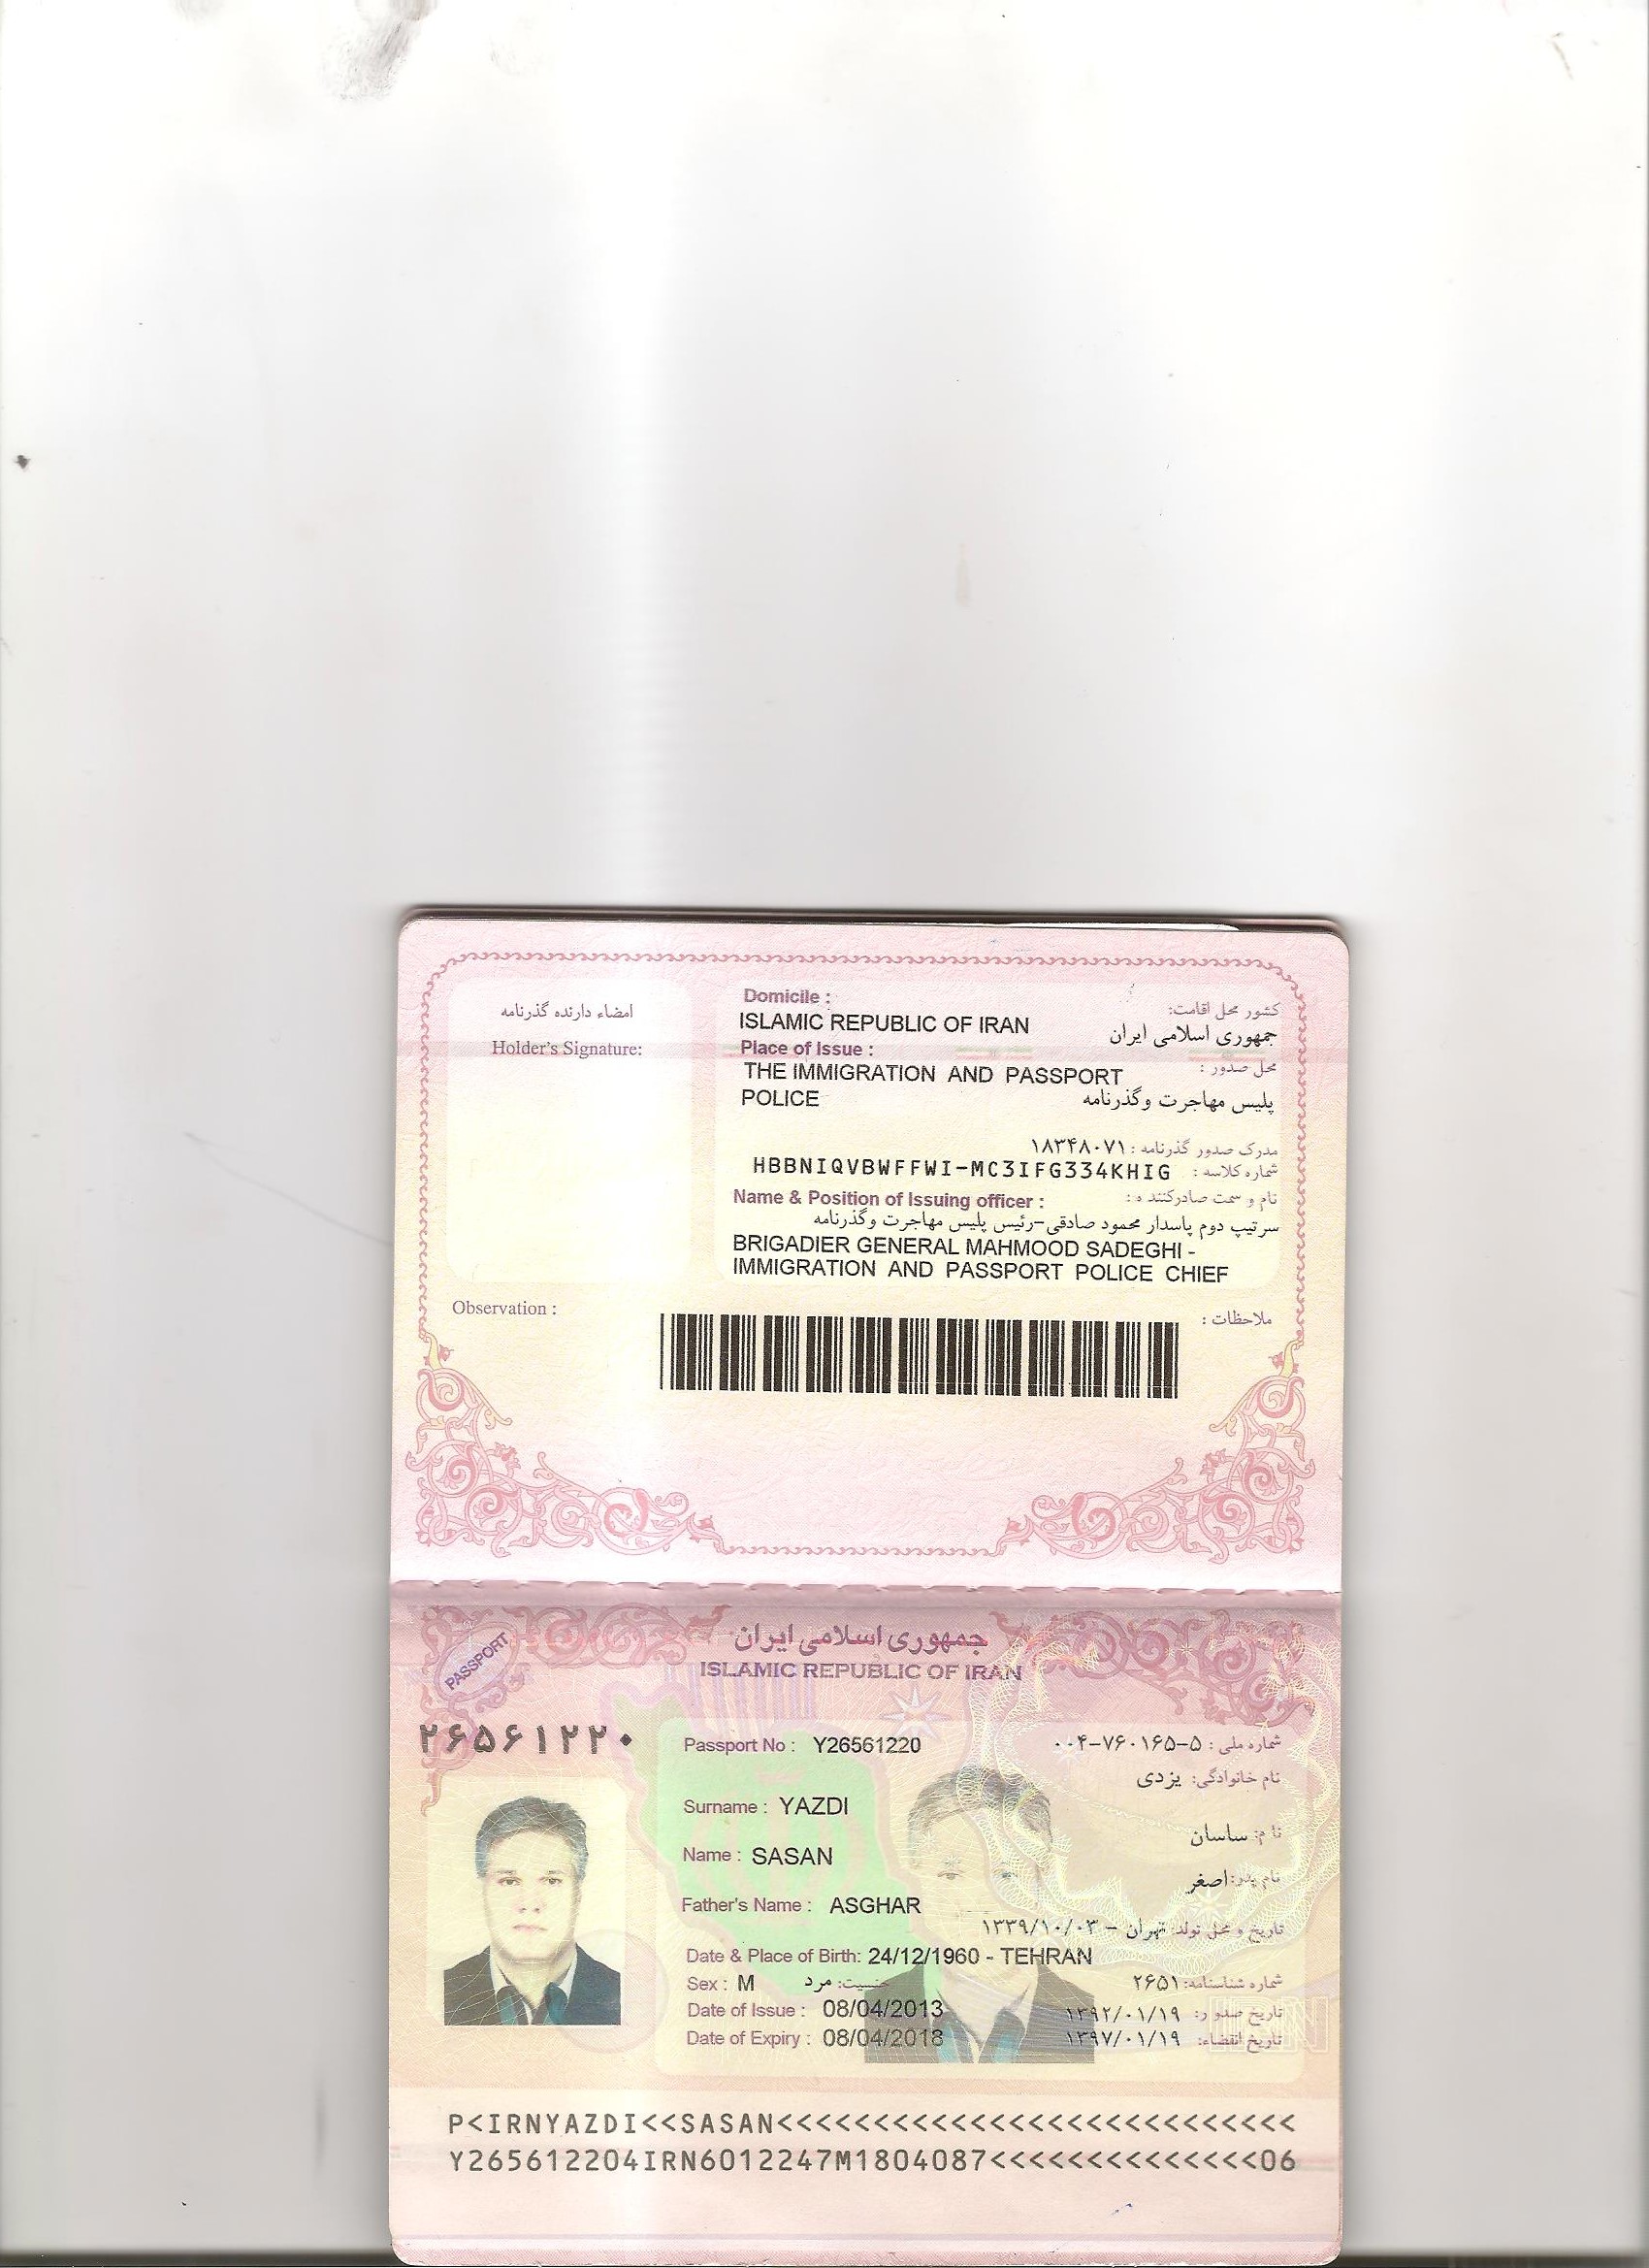 امضاء دارنده گذرنامه
Holder's Signature:
Domicile :
کشور محل اقامت:
ISLAMIC REPUBLIC OF IRAN
جمهوری اسلامی ایران
Place of Issue :
محل صدور :
THE IMMIGRATION AND PASSPORT
POLICE
پلیس مهاجرت وگذرنامه
مدرک صدور گذرنامه : ۱۸۳۴۸۰۷۱
شماره کلاسه : HBBNIQVBWFFWI-MC3IFG334KHIG
Name & Position of Issuing officer :
نام و سمت صادرکننده :
سرتیپ دوم پاسدار محمود صادقی-رئیس پلیس مهاجرت وگذرنامه
BRIGADIER GENERAL MAHMOOD SADEGHI -
IMMIGRATION AND PASSPORT POLICE CHIEF
Observation :
ملاحظات :
PASSPORT
جمهوری اسلامی ایران
ISLAMIC REPUBLIC OF IRAN
۲۶۵۶۱۲۲۰
Passport No : Y26561220
شماره ملی : ۰۰۴-۷۶۰۱۶۵-۵
نام خانوادگی: یزدی
Surname : YAZDI
نام: ساسان
Name : SASAN
نام پدر: اصغر
Father's Name : ASGHAR
تاریخ و محل تولد: تهران - ۱۳۳۹/۱۰/۰۳
Date & Place of Birth: 24/12/1960 - TEHRAN
Sex : M
جنسیت: مرد
شماره شناسنامه: ۲۶۵۱
Date of Issue : 08/04/2013
تاریخ صدور: ۱۳۹۲/۰۱/۱۹
Date of Expiry : 08/04/2018
تاریخ انقضاء: ۱۳۹۷/۰۱/۱۹
IRAN
P<IRNYAZDI<<SASAN<<<<<<<<<<<<<<<<<<<<<<<<<<<
Y265612204IRN6012247M1804087<<<<<<<<<<<<<<06